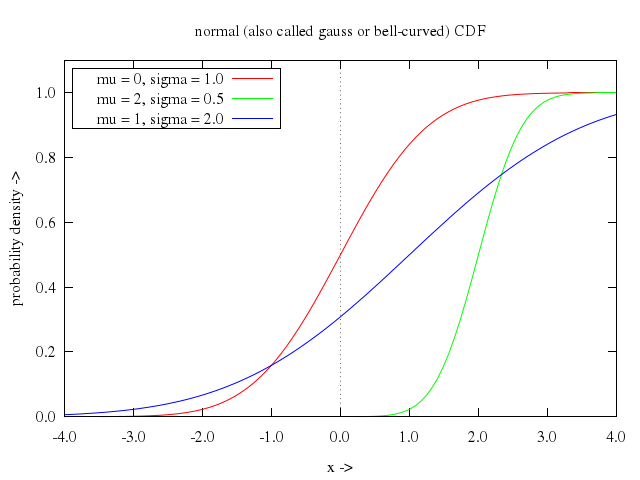 normal (also called gauss or bell-curved) CDF
mu = 0, sigma = 1.0
mu = 2, sigma = 0.5
mu = 1, sigma = 2.0
probability density ->
1.0
0.8
0.6
0.4
0.2
0.0
-4.0 -3.0 -2.0 -1.0 0.0 1.0 2.0 3.0 4.0
x ->